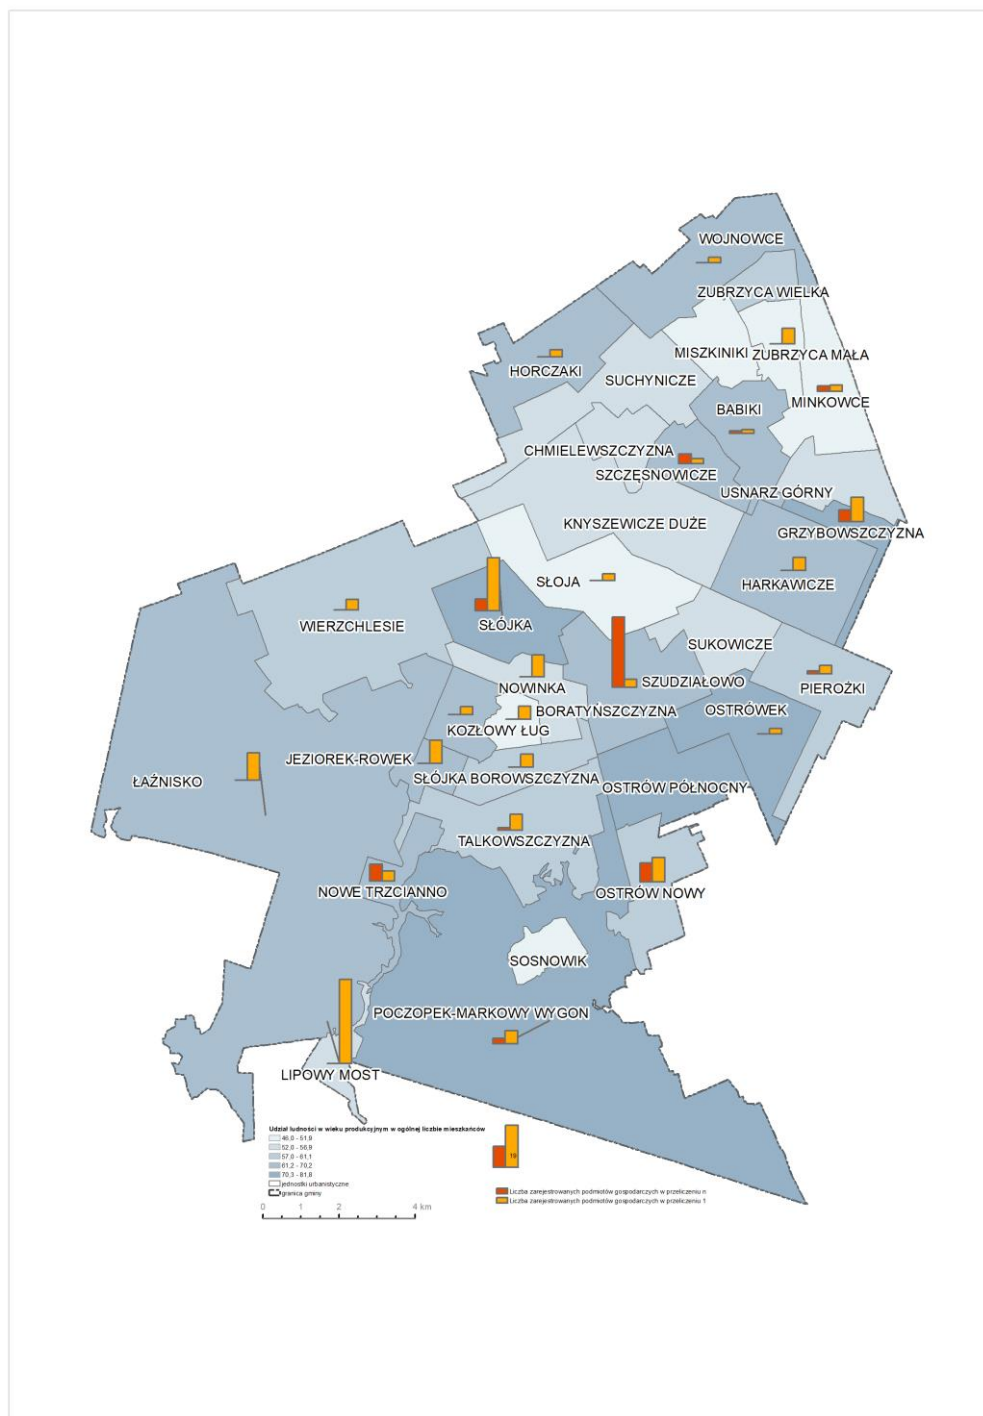 WOJNOWCE
ZUBRZYCA WIELKA
MISZKINIKI
ZUBRZYCA MAŁA
HORCZAKI
SUCHYNICZE
MINKOWCE
BABIKI
CHMIELEWSZCZYZNA
SZCZĘSNOWICZE
USNARZ GÓRNY
KNYSZEWICZE DUŻE
GRZYBOWSZCZYZNA
SŁOJA
HARKAWICZE
WIERZCHLESIE
SŁÓJKA
SUKOWICZE
NOWINKA
SZUDZIAŁOWO
PIEROŻKI
BORATYŃSZCZYZNA
OSTRÓWEK
KOZŁOWY ŁUG
JEZIOREK-ROWEK
ŁAŹNISKO
SŁÓJKA BOROWSZCZYZNA
OSTRÓW PÓŁNOCNY
TALKOWSZCZYZNA
NOWE TRZCIANNO
OSTRÓW NOWY
SOSNOWIK
POCZOPEK-MARKOWY WYGON
LIPOWY MOST
Udział ludności w wieku produkcyjnym w ogólnej liczbie mieszkańców
46,0 - 51,9
52,0 - 56,9
57,0 - 61,1
61,2 - 70,2
70,3 - 81,8
jednostki urbanistyczne
granica gminy
19
Liczba zarejestrowanych podmiotów gospodarczych w przeliczeniu n
Liczba zarejestrowanych podmiotów gospodarczych w przeliczeniu 1
0 1 2 4 km